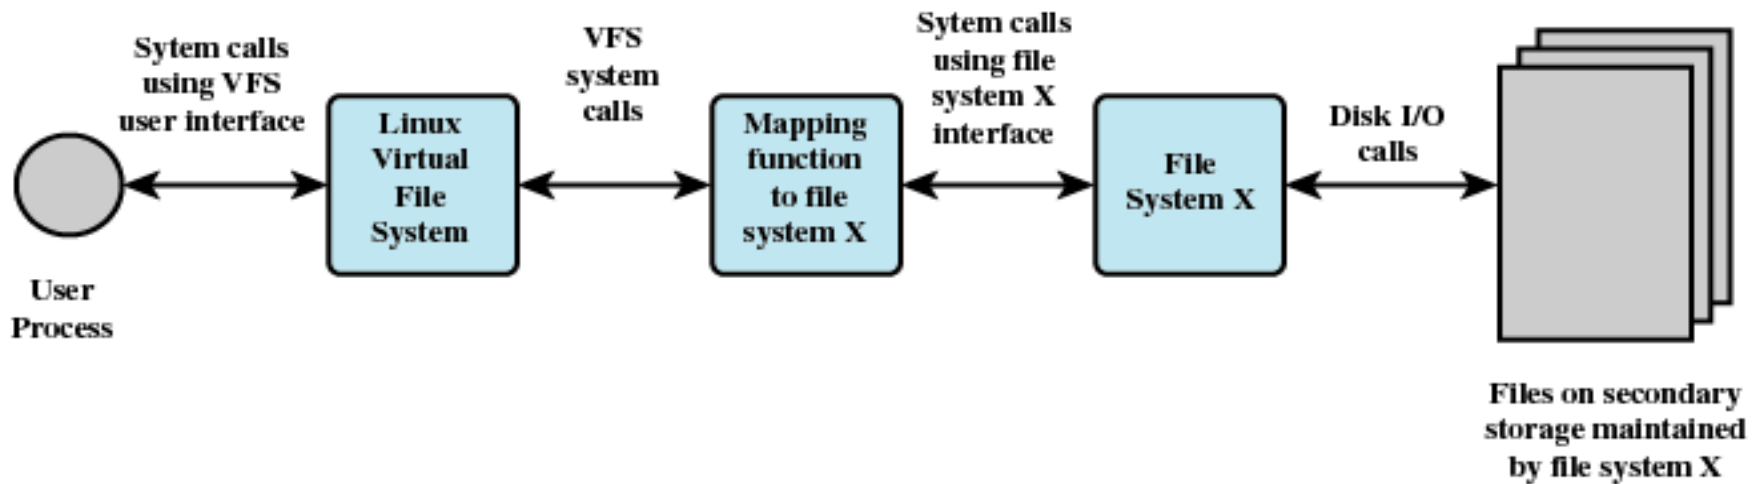 Sytem calls
using VFS
user interface
VFS
system
calls
Sytem calls
using file
system X
interface
Disk I/O
calls
Linux
Virtual
File
System
Mapping
function
to file
system X
File
System X
User
Process
Files on secondary
storage maintained
by file system X